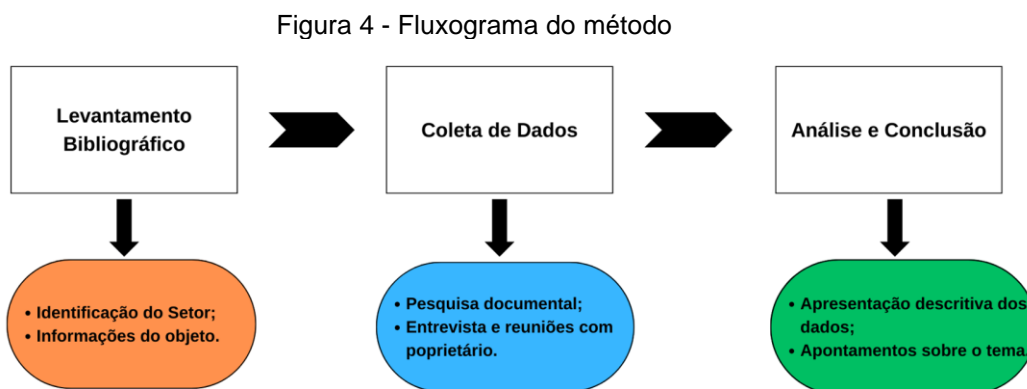 Figura 4 - Fluxograma do método
Levantamento
Bibliográfico
Coleta de Dados
Análise e Conclusão
• Identificação do Setor;
• Informações do objeto.
• Pesquisa documental;
• Entrevista e reuniões com
poprietário.
• Apresentação descritiva dos
dados;
• Apontamentos sobre o tema.